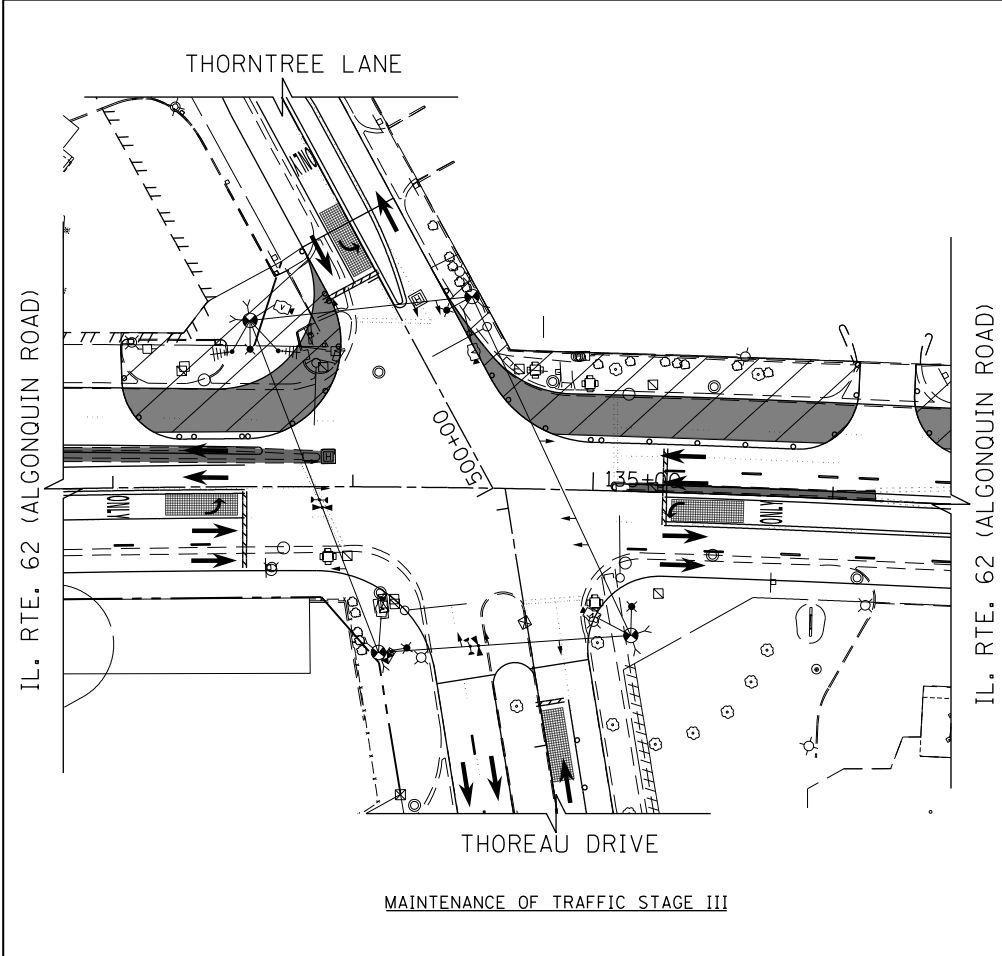 THORNTREE LANE
ONLY
IL. RTE. 62 (ALGONQUIN ROAD)
IL. RTE. 62 (ALGONQUIN ROAD)
1500+00
135+00
ONLY
ONLY
THOREAU DRIVE
MAINTENANCE OF TRAFFIC STAGE III